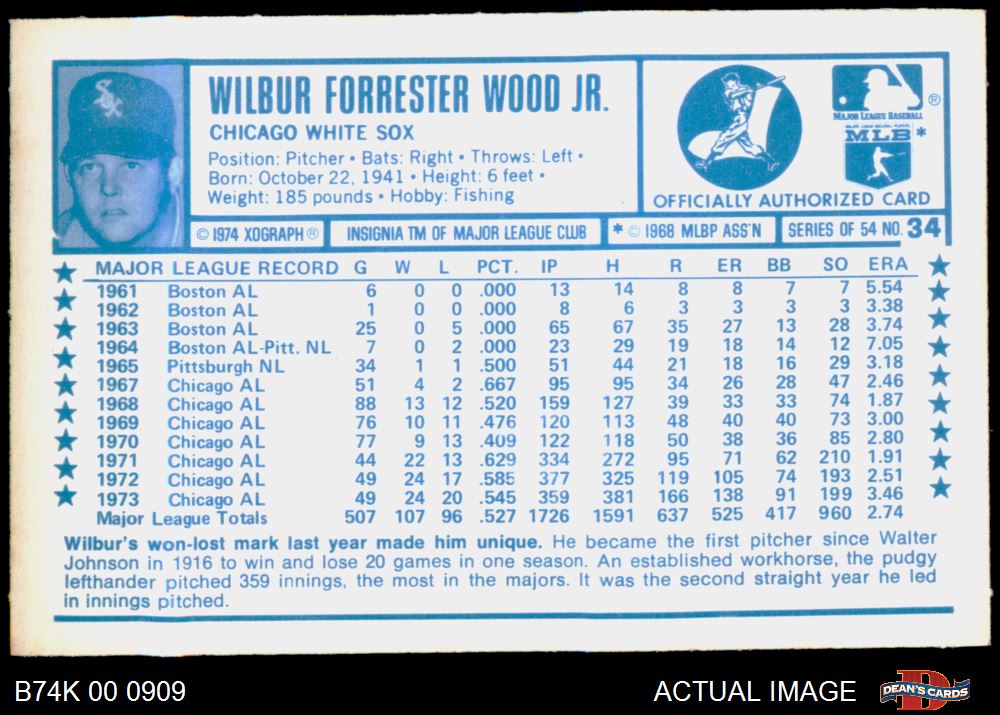 WILBUR FORRESTER WOOD JR.
CHICAGO WHITE SOX
Position: Pitcher • Bats: Right • Throws: Left •
Born: October 22, 1941 • Height: 6 feet •
Weight: 185 pounds • Hobby: Fishing
SOX
MAJOR LEAGUE BASEBALL ®
MLB*
OFFICIALLY AUTHORIZED CARD
© 1974 XOGRAPH ® INSIGNIA TM OF MAJOR LEAGUE CLUB * © 1968 MLBP ASS'N SERIES OF 54 NO. 34
MAJOR LEAGUE RECORD G W L PCT. IP H R ER BB SO ERA
1961 Boston AL 6 0 0 .000 13 14 8 8 7 7 5.54
1962 Boston AL 1 0 0 .000 8 6 3 3 3 3 3.38
1963 Boston AL 25 0 5 .000 65 67 35 27 13 28 3.74
1964 Boston AL-Pitt. NL 7 0 2 .000 23 29 19 18 14 12 7.05
1965 Pittsburgh NL 34 1 1 .500 51 44 21 18 16 29 3.18
1967 Chicago AL 51 4 2 .667 95 95 34 26 28 47 2.46
1968 Chicago AL 88 13 12 .520 159 127 39 33 33 74 1.87
1969 Chicago AL 76 10 11 .476 120 113 48 40 40 73 3.00
1970 Chicago AL 77 9 13 .409 122 118 50 38 36 85 2.80
1971 Chicago AL 44 22 13 .629 334 272 95 71 62 210 1.91
1972 Chicago AL 49 24 17 .585 377 325 119 105 74 193 2.51
1973 Chicago AL 49 24 20 .545 359 381 166 138 91 199 3.46
Major League Totals 507 107 96 .527 1726 1591 637 525 417 960 2.74
Wilbur's won-lost mark last year made him unique. He became the first pitcher since Walter
Johnson in 1916 to win and lose 20 games in one season. An established workhorse, the pudgy
lefthander pitched 359 innings, the most in the majors. It was the second straight year he led
in innings pitched.
B74K 00 0909
ACTUAL IMAGE
DEAN'S CARDS